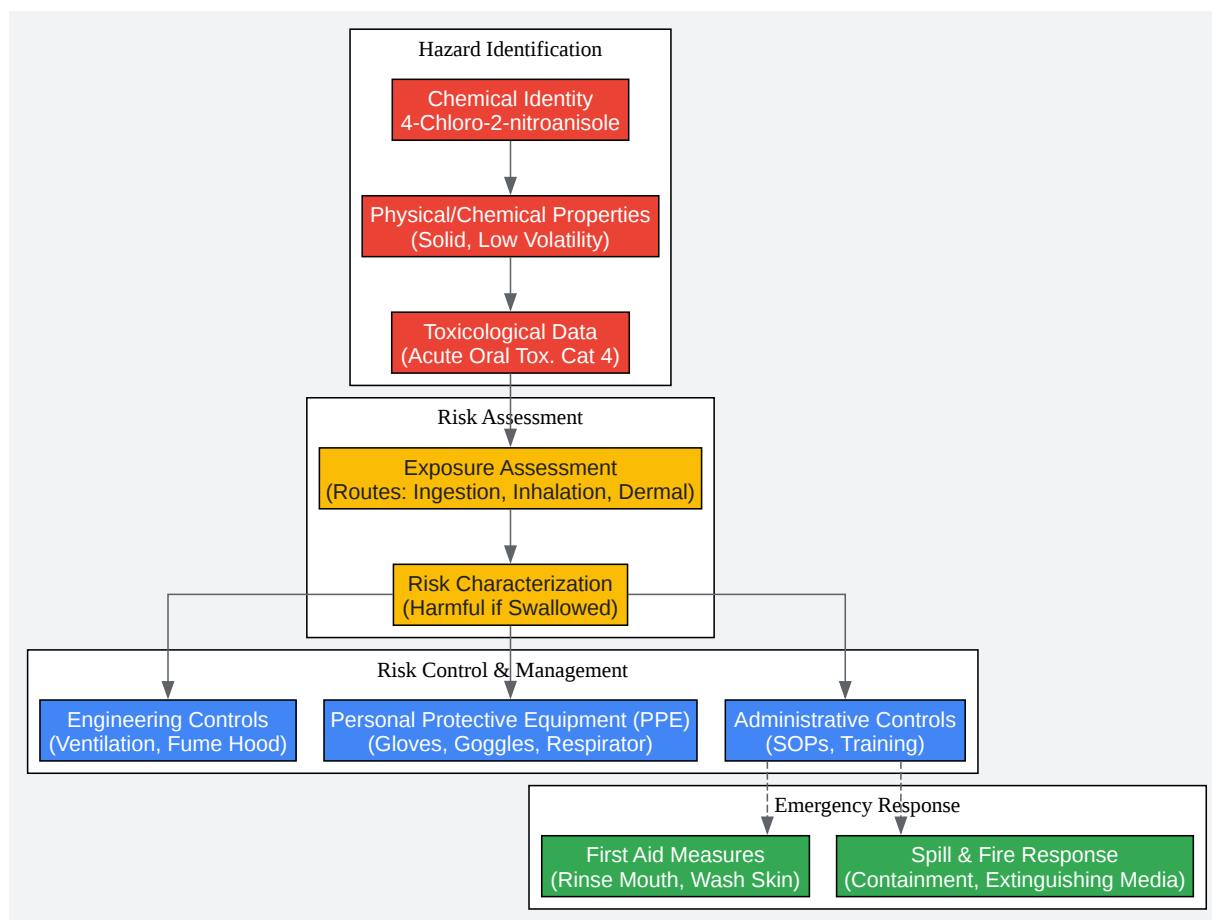 Hazard Identification
Chemical Identity
4-Chloro-2-nitroanisole
Physical/Chemical Properties
(Solid, Low Volatility)
Toxicological Data
(Acute Oral Tox. Cat 4)
Risk Assessment
Exposure Assessment
(Routes: Ingestion, Inhalation, Dermal)
Risk Characterization
(Harmful if Swallowed)
Risk Control & Management
Engineering Controls
(Ventilation, Fume Hood)
Personal Protective Equipment (PPE)
(Gloves, Goggles, Respirator)
Administrative Controls
(SOPs, Training)
Emergency Response
First Aid Measures
(Rinse Mouth, Wash Skin)
Spill & Fire Response
(Containment, Extinguishing Media)